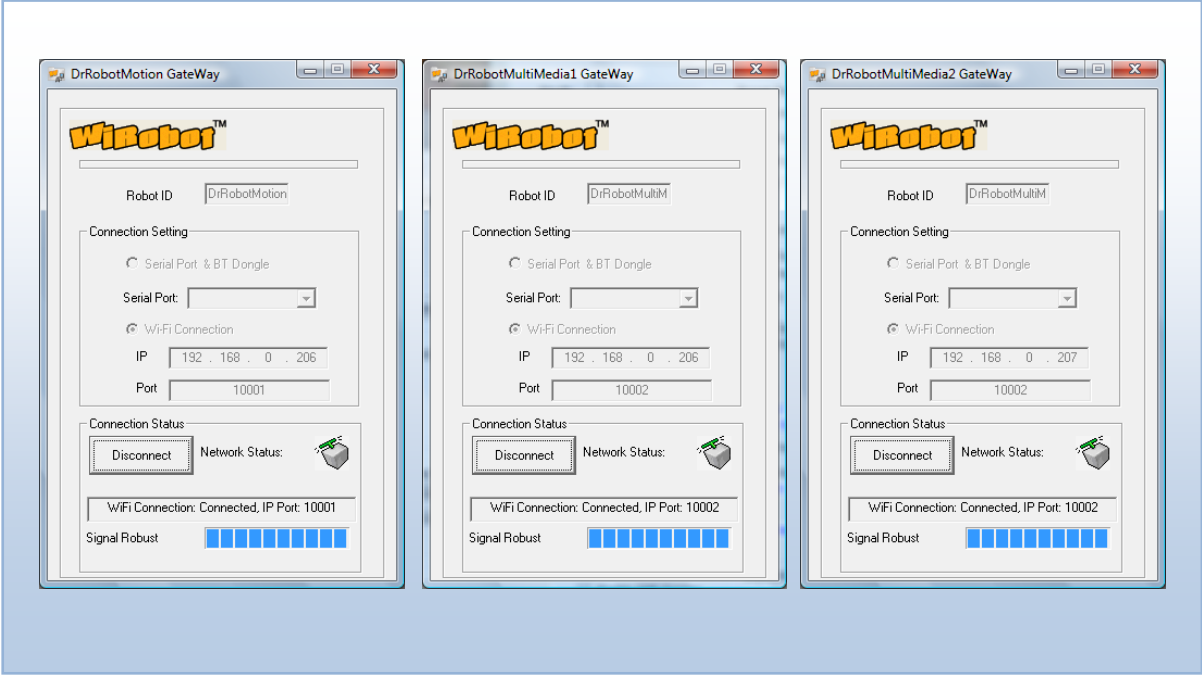 DrRobotMotion GateWay
WiRobot™
Robot ID DrRobotMotion
Connection Setting
Serial Port & BT Dongle
Serial Port:
Wi-Fi Connection
IP 192 . 168 . 0 . 206
Port 10001
Connection Status
Disconnect Network Status:
WiFi Connection: Connected, IP Port: 10001
Signal Robust
DrRobotMultiMedia1 GateWay
WiRobot™
Robot ID DrRobotMultiM
Connection Setting
Serial Port & BT Dongle
Serial Port:
Wi-Fi Connection
IP 192 . 168 . 0 . 206
Port 10002
Connection Status
Disconnect Network Status:
WiFi Connection: Connected, IP Port: 10002
Signal Robust
DrRobotMultiMedia2 GateWay
WiRobot™
Robot ID DrRobotMultiM
Connection Setting
Serial Port & BT Dongle
Serial Port:
Wi-Fi Connection
IP 192 . 168 . 0 . 207
Port 10002
Connection Status
Disconnect Network Status:
WiFi Connection: Connected, IP Port: 10002
Signal Robust